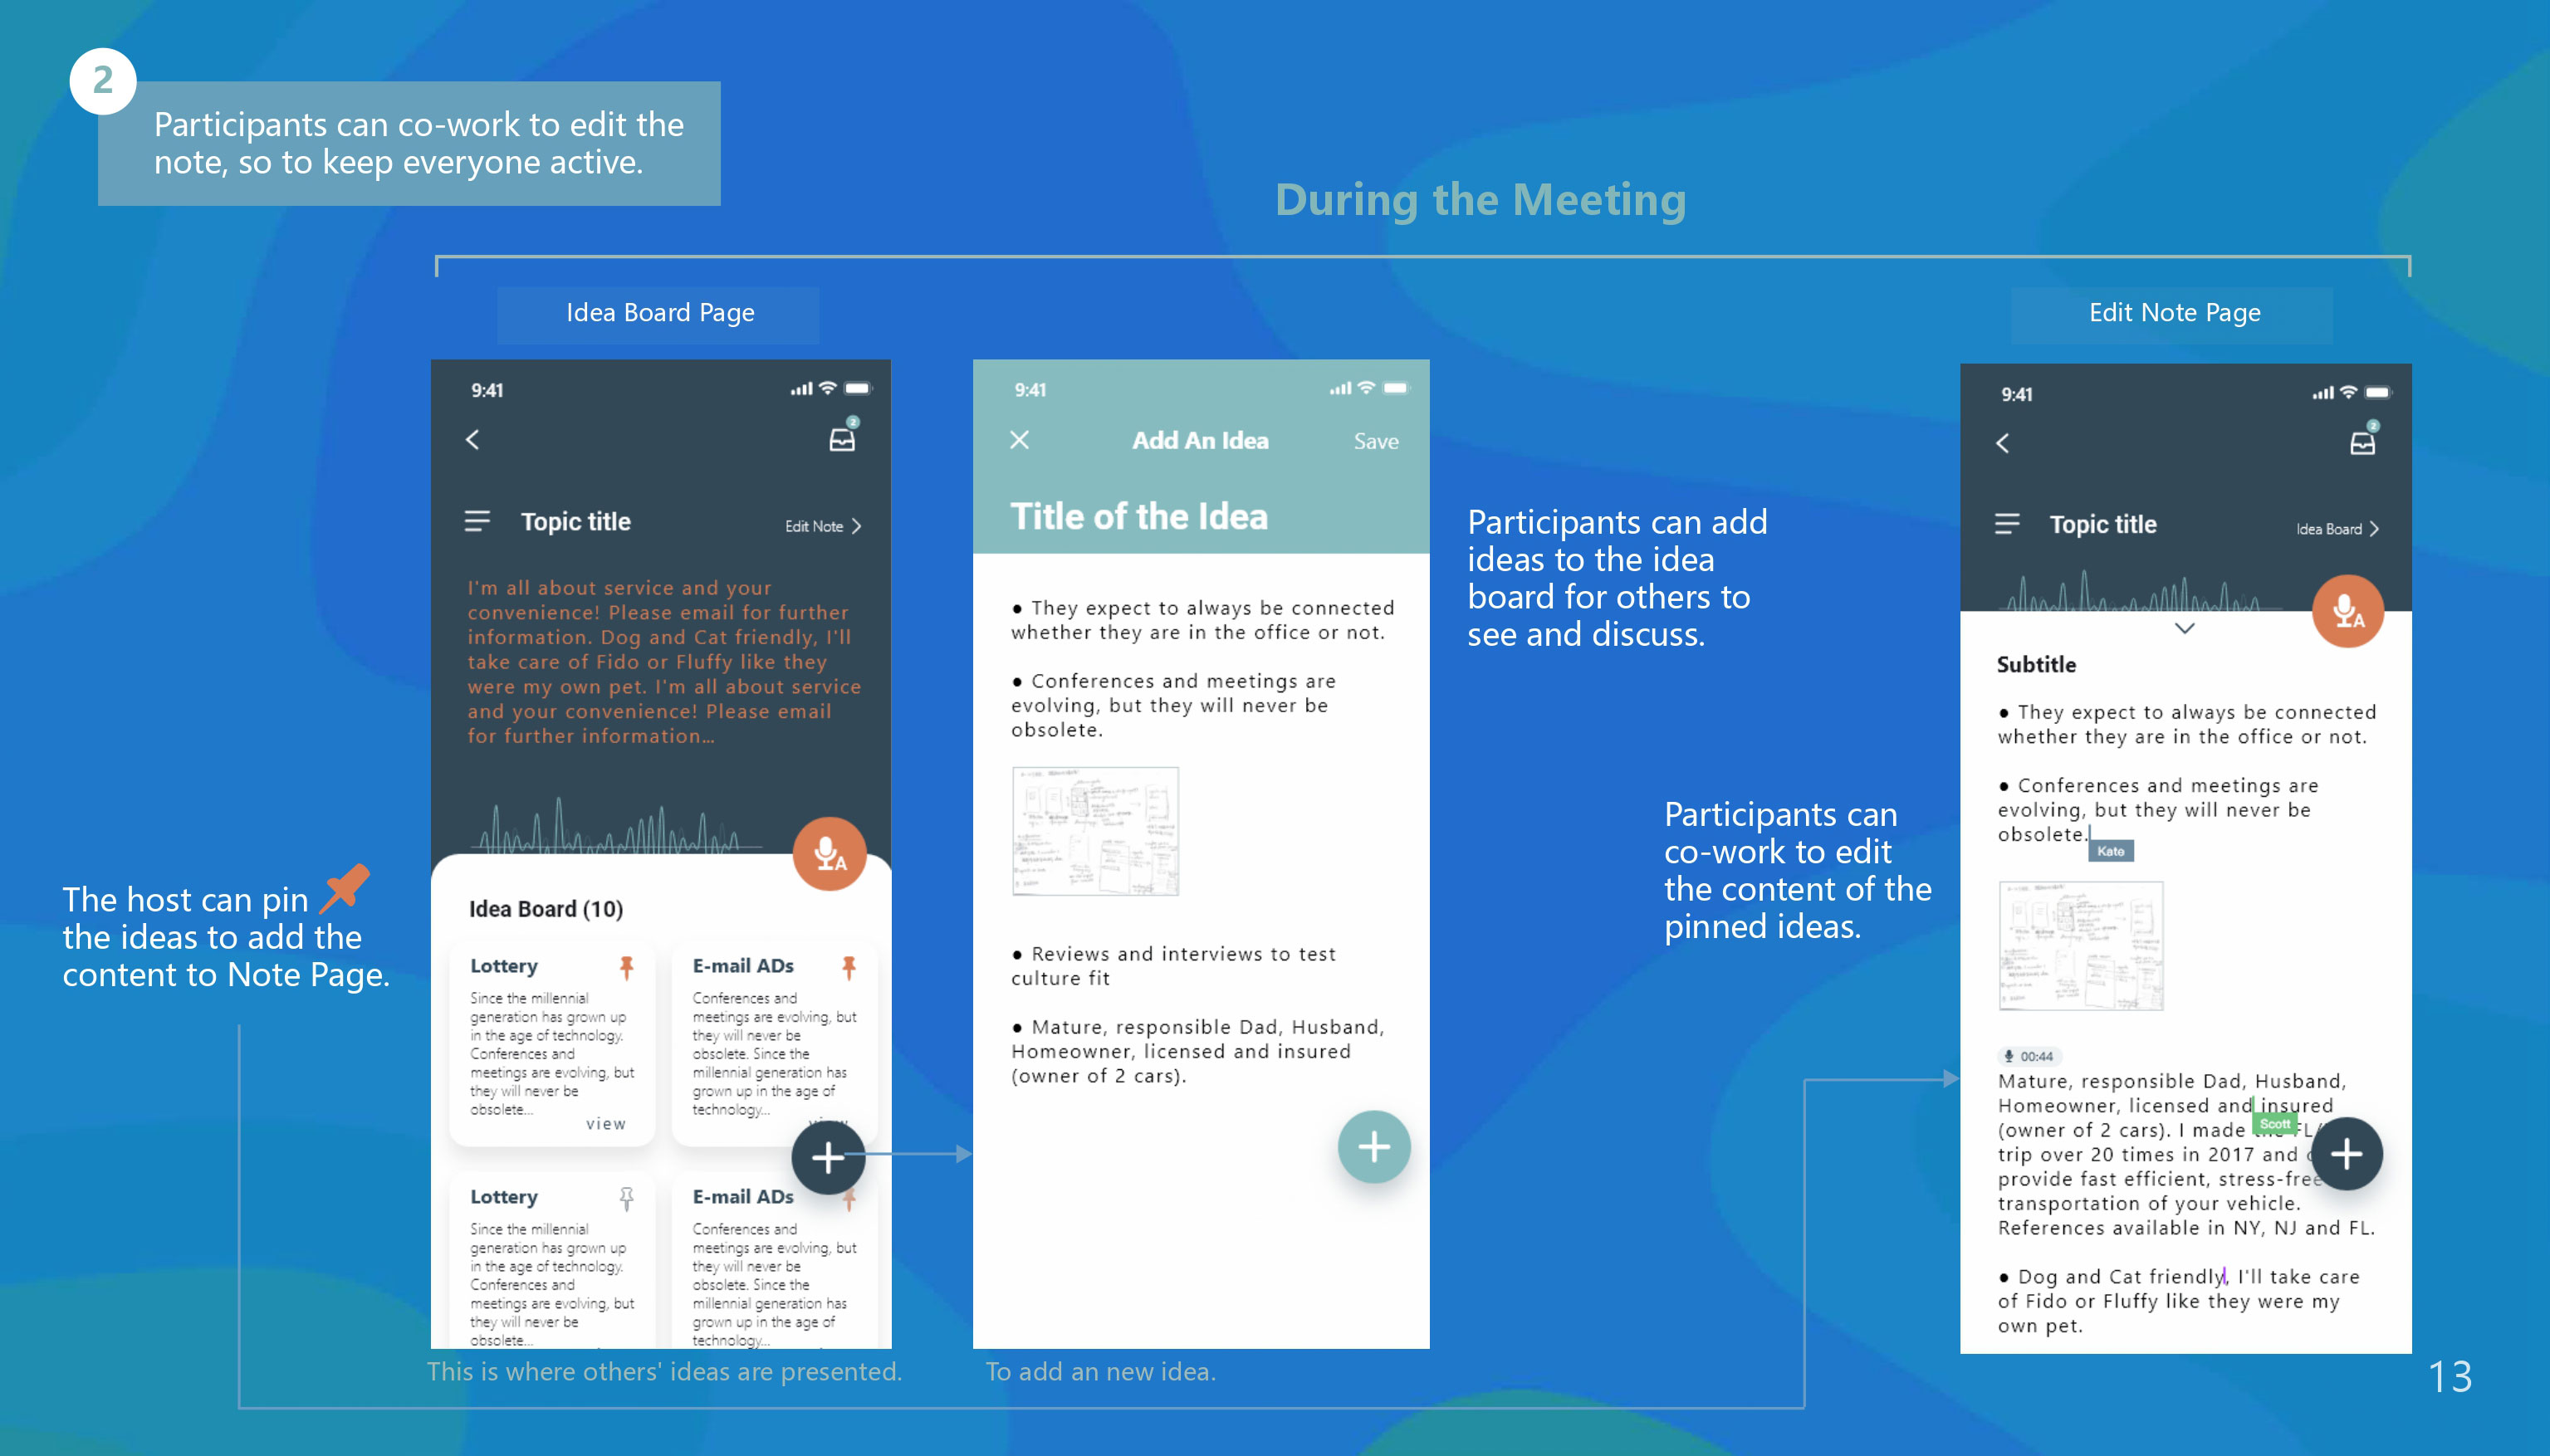 2
Participants can co-work to edit the
note, so to keep everyone active.
During the Meeting
Idea Board Page
9:41
2
Topic title
Edit Note
I'm all about service and your
convenience! Please email for further
information. Dog and Cat friendly, I'll
take care of Fido or Fluffy like they
were my own pet. I'm all about service
and your convenience! Please email
for further information...
A
The host can pin
the ideas to add the
content to Note Page.
Idea Board (10)
Lottery
Since the millennial
generation has grown up
in the age of technology.
Conferences and
meetings are evolving, but
they will never be
obsolete...
view
E-mail ADs
Conferences and
meetings are evolving, but
they will never be
obsolete. Since the
millennial generation has
grown up in the age of
technology...
Lottery
Since the millennial
generation has grown up
in the age of technology.
Conferences and
meetings are evolving, but
they will never be
obsolete...
E-mail ADs
Conferences and
meetings are evolving, but
they will never be
obsolete. Since the
millennial generation has
grown up in the age of
technology...
This is where others' ideas are presented.
9:41
Add An Idea
Save
Title of the Idea
● They expect to always be connected
whether they are in the office or not.
● Conferences and meetings are
evolving, but they will never be
obsolete.
● Reviews and interviews to test
culture fit
● Mature, responsible Dad, Husband,
Homeowner, licensed and insured
(owner of 2 cars).
To add an new idea.
Participants can add
ideas to the idea
board for others to
see and discuss.
Participants can
co-work to edit
the content of the
pinned ideas.
Edit Note Page
9:41
2
Topic title
Idea Board
A
Subtitle
● They expect to always be connected
whether they are in the office or not.
● Conferences and meetings are
evolving, but they will never be
obsolete.
Kate
00:44
Mature, responsible Dad, Husband,
Homeowner, licensed and insured
Scott
(owner of 2 cars). I made FL/
trip over 20 times in 2017 and
provide fast efficient, stress-free
transportation of your vehicle.
References available in NY, NJ and FL.
● Dog and Cat friendly, I'll take care
of Fido or Fluffy like they were my
own pet.
13